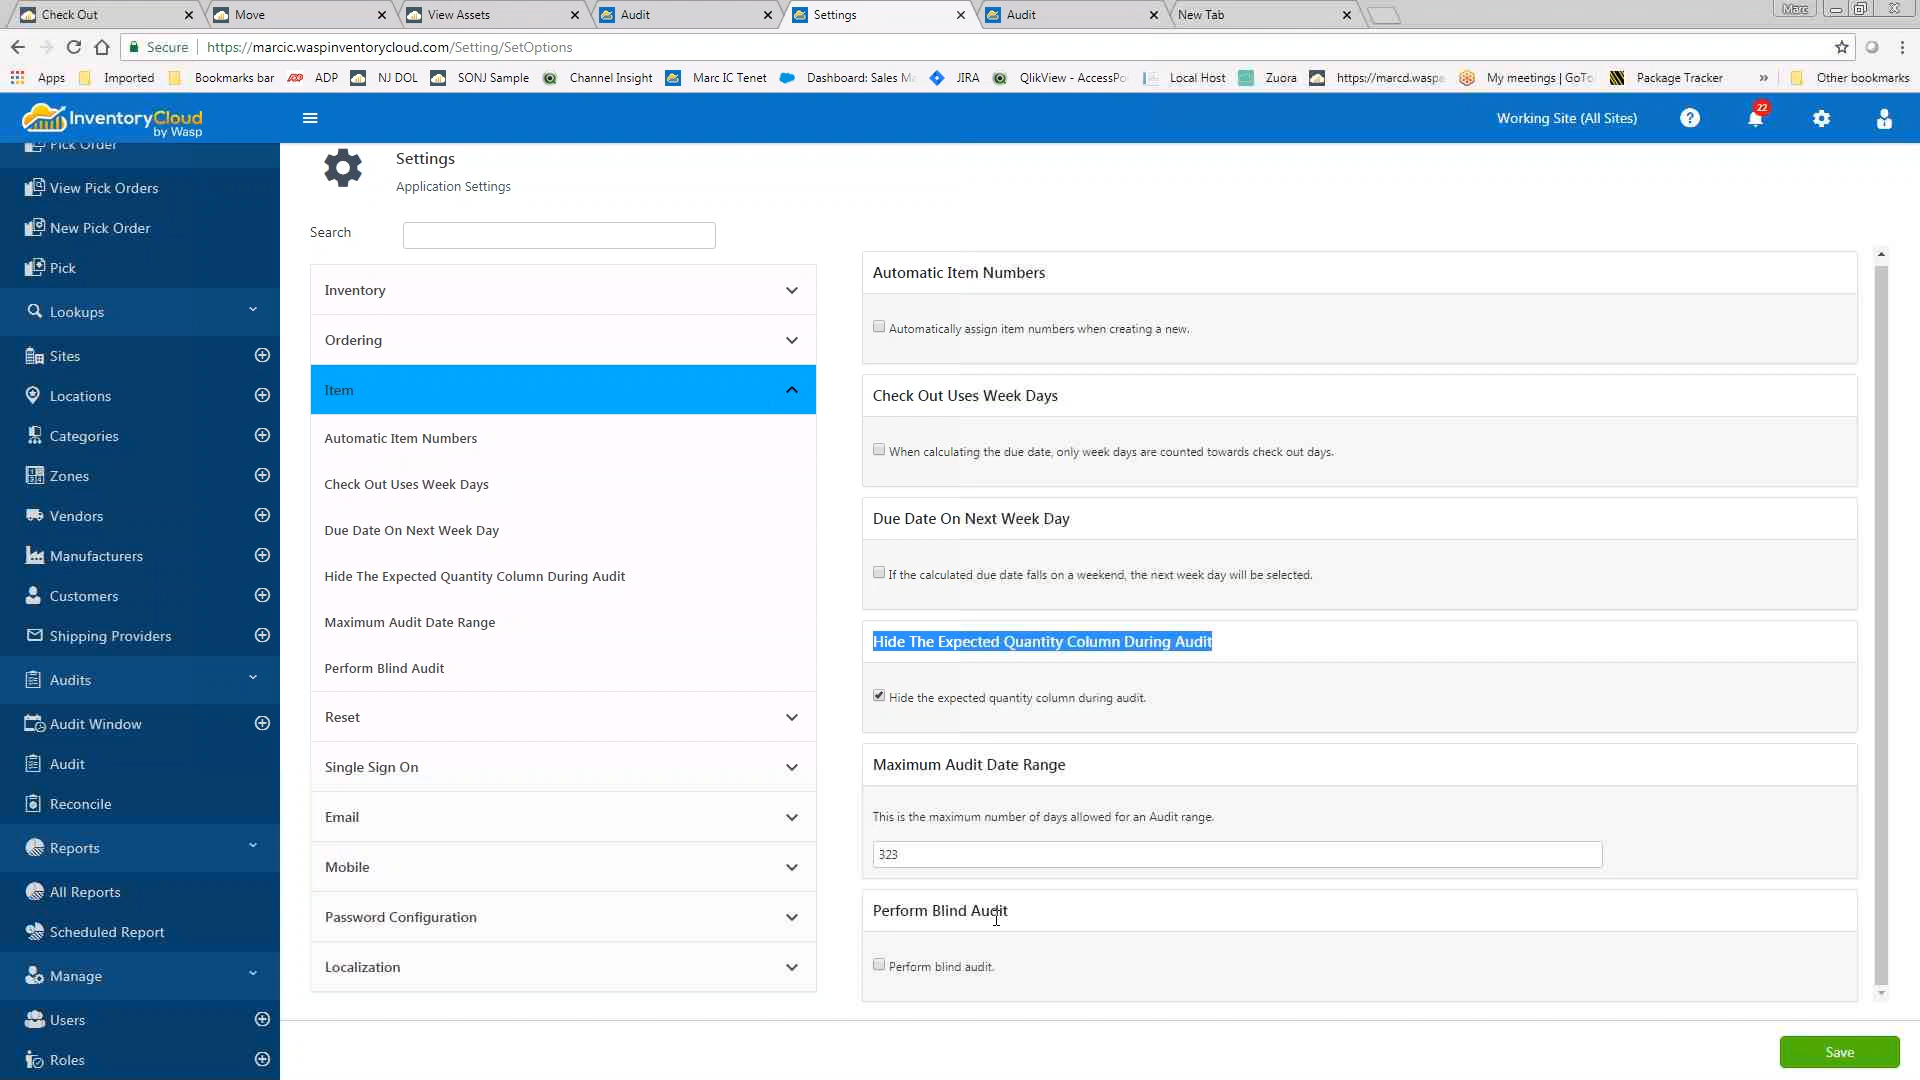 Check Out
Move
View Assets
Audit
Settings
Audit
New Tab
Marc
Secure
https://marcic.waspinventorycloud.com/Setting/SetOptions
Apps
Imported
Bookmarks bar
ADP
NJ DOL
SONJ Sample
Channel Insight
Marc IC Tenet
Dashboard: Sales Ma
JIRA
QlikView - AccessPo
Local Host
Zuora
https://marcd.waspa
My meetings | GoTo
Package Tracker
»
Other bookmarks
InventoryCloud
by Wasp
Working Site (All Sites)
?
22
Pick Order
View Pick Orders
New Pick Order
Pick
Lookups
Sites
Locations
Categories
Zones
Vendors
Manufacturers
Customers
Shipping Providers
Audits
Audit Window
Audit
Reconcile
Reports
All Reports
Scheduled Report
Manage
Users
Roles
Settings
Application Settings
Search
Inventory
Ordering
Item
Automatic Item Numbers
Check Out Uses Week Days
Due Date On Next Week Day
Hide The Expected Quantity Column During Audit
Maximum Audit Date Range
Perform Blind Audit
Reset
Single Sign On
Email
Mobile
Password Configuration
Localization
Automatic Item Numbers
Automatically assign item numbers when creating a new.
Check Out Uses Week Days
When calculating the due date, only week days are counted towards check out days.
Due Date On Next Week Day
If the calculated due date falls on a weekend, the next week day will be selected.
Hide The Expected Quantity Column During Audit
Hide the expected quantity column during audit.
Maximum Audit Date Range
This is the maximum number of days allowed for an Audit range.
323
Perform Blind Audit
Perform blind audit.
Save